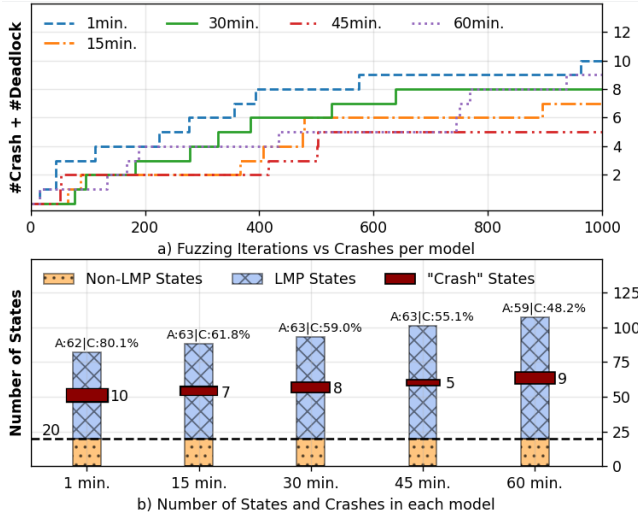 1min. 30min. 45min. 60min.
15min.
#Crash + #Deadlock
14
12
10
8
6
4
2
0 200 400 600 800 1000
a) Fuzzing Iterations vs Crashes per model
Non-LMP States LMP States "Crash" States
Number of States
125
100
75
50
25
0
A:62|C:80.1% A:63|C:61.8% A:63|C:59.0% A:63|C:55.1% A:59|C:48.2%
10 7 8 5 9
20
1 min. 15 min. 30 min. 45 min. 60 min.
b) Number of States and Crashes in each model